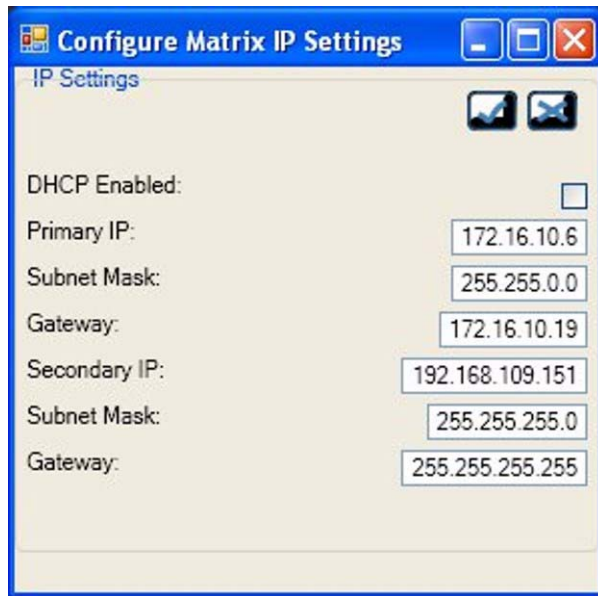 Configure Matrix IP Settings
IP Settings
DHCP Enabled:
Primary IP: 172.16.10.6
Subnet Mask: 255.255.0.0
Gateway: 172.16.10.19
Secondary IP: 192.168.109.151
Subnet Mask: 255.255.255.0
Gateway: 255.255.255.255